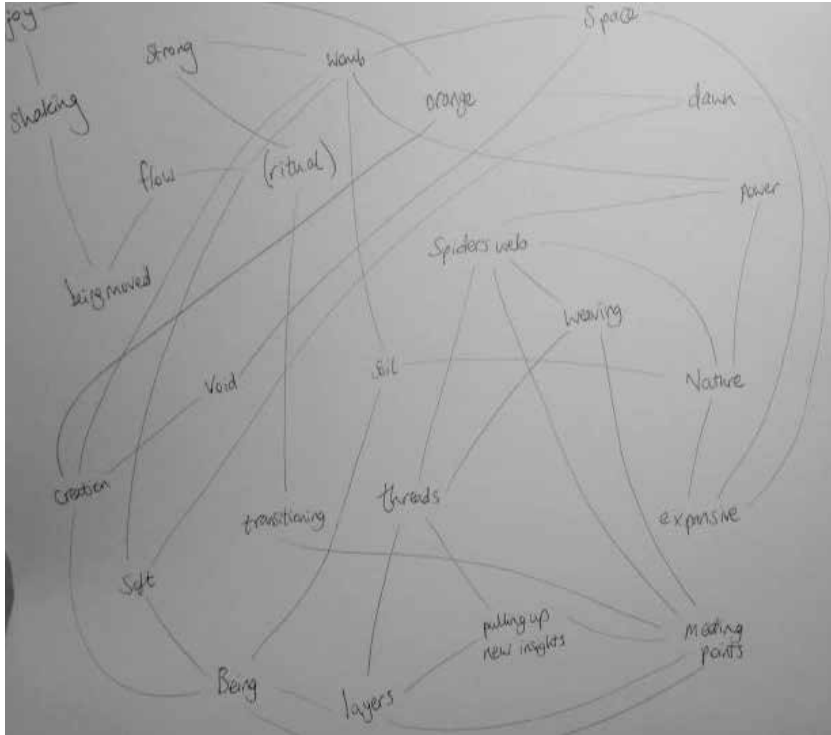 joy
Space
Strong
Womb
orange
dawn
Shaking
flow
(ritual)
power
Spiders web
being moved
Weaving
Void
Soil
Nature
Creation
threads
transitioning
expansive
Soft
pulling up
new insights
Meeting
points
Being
layers